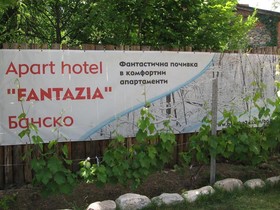 Apart hotel
"FANTAZIA"
Банско
Фантастична почивка
в комфортни
апартаменти